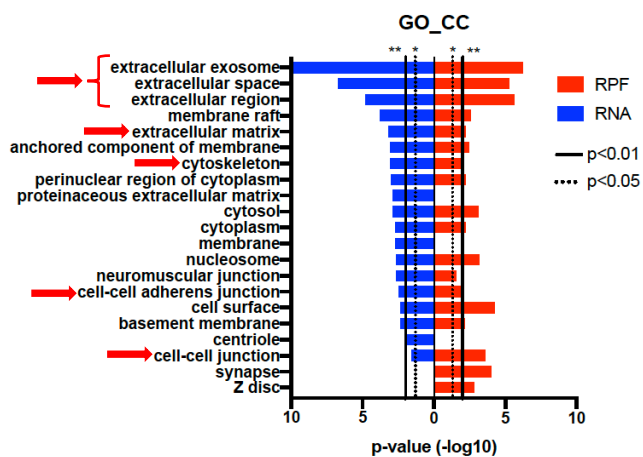 GO_CC
** * * **
extracellular exosome
extracellular space
extracellular region
membrane raft
extracellular matrix
anchored component of membrane
cytoskeleton
perinuclear region of cytoplasm
proteinaceous extracellular matrix
cytosol
cytoplasm
membrane
nucleosome
neuromuscular junction
cell-cell adherens junction
cell surface
basement membrane
centriole
cell-cell junction
synapse
Z disc
10 5 0 5 10
p-value (-log10)
RPF
RNA
p<0.01
p<0.05